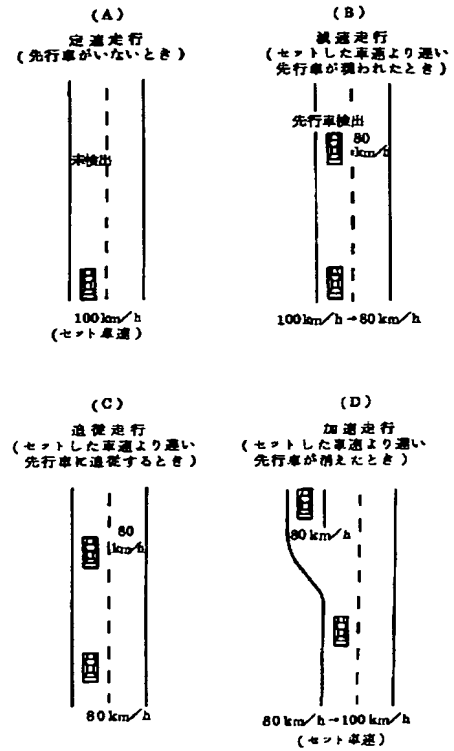 (A)
定速走行
(先行車がいないとき)
未検出
100km/h
(セット車速)
(B)
減速走行
(セットした車速より遅い
先行車が現われたとき)
先行車検出
80
km/h
100km/h→80km/h
(C)
追従走行
(セットした車速より遅い
先行車に追従するとき)
80
km/h
80km/h
(D)
加速走行
(セットした車速より遅い
先行車が消えたとき)
80km/h
80km/h→100km/h
(セット車速)